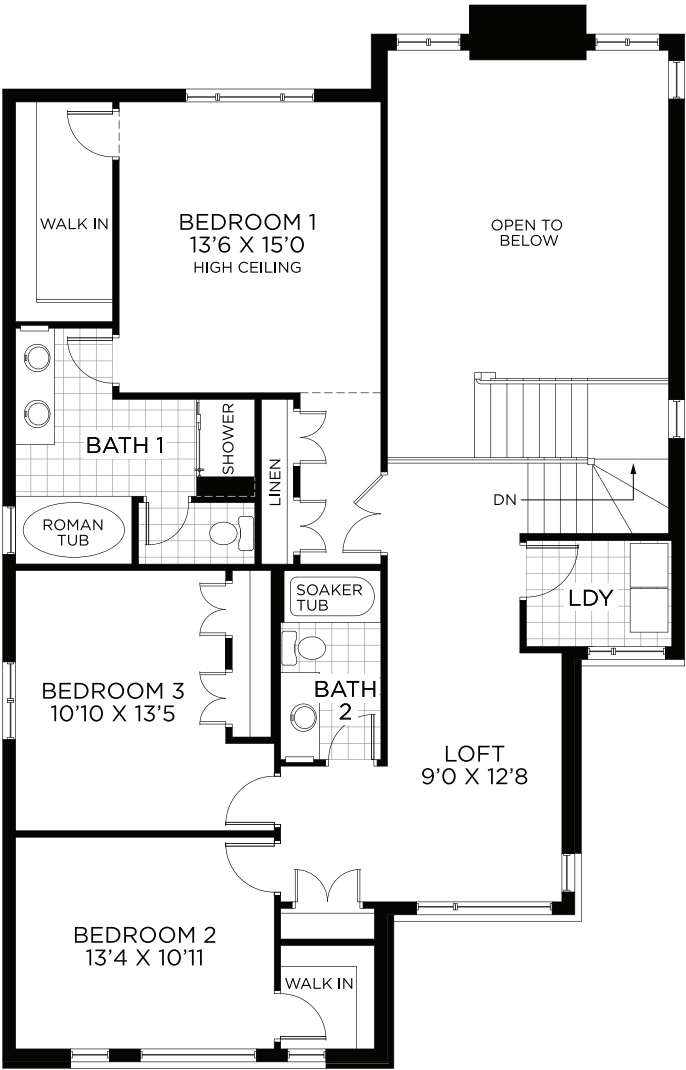 WALK IN
BEDROOM 1
13'6 X 15'0
HIGH CEILING
OPEN TO
BELOW
BATH 1
SHOWER
LINEN
ROMAN
TUB
DN
SOAKER
TUB
LDY
BEDROOM 3
10'10 X 13'5
BATH
2
LOFT
9'0 X 12'8
BEDROOM 2
13'4 X 10'11
WALK IN